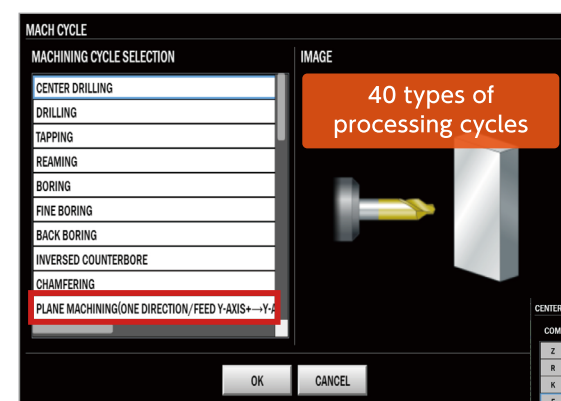 MACH CYCLE
MACHINING CYCLE SELECTION
CENTER DRILLING
DRILLING
TAPPING
REAMING
BORING
FINE BORING
BACK BORING
INVERSED COUNTERBORE
CHAMFERING
PLANE MACHINING(ONE DIRECTION/FEED Y-AXIS+→Y-A
IMAGE
40 types of
processing cycles
OK
CANCEL
CENTER
COM
Z
R
K